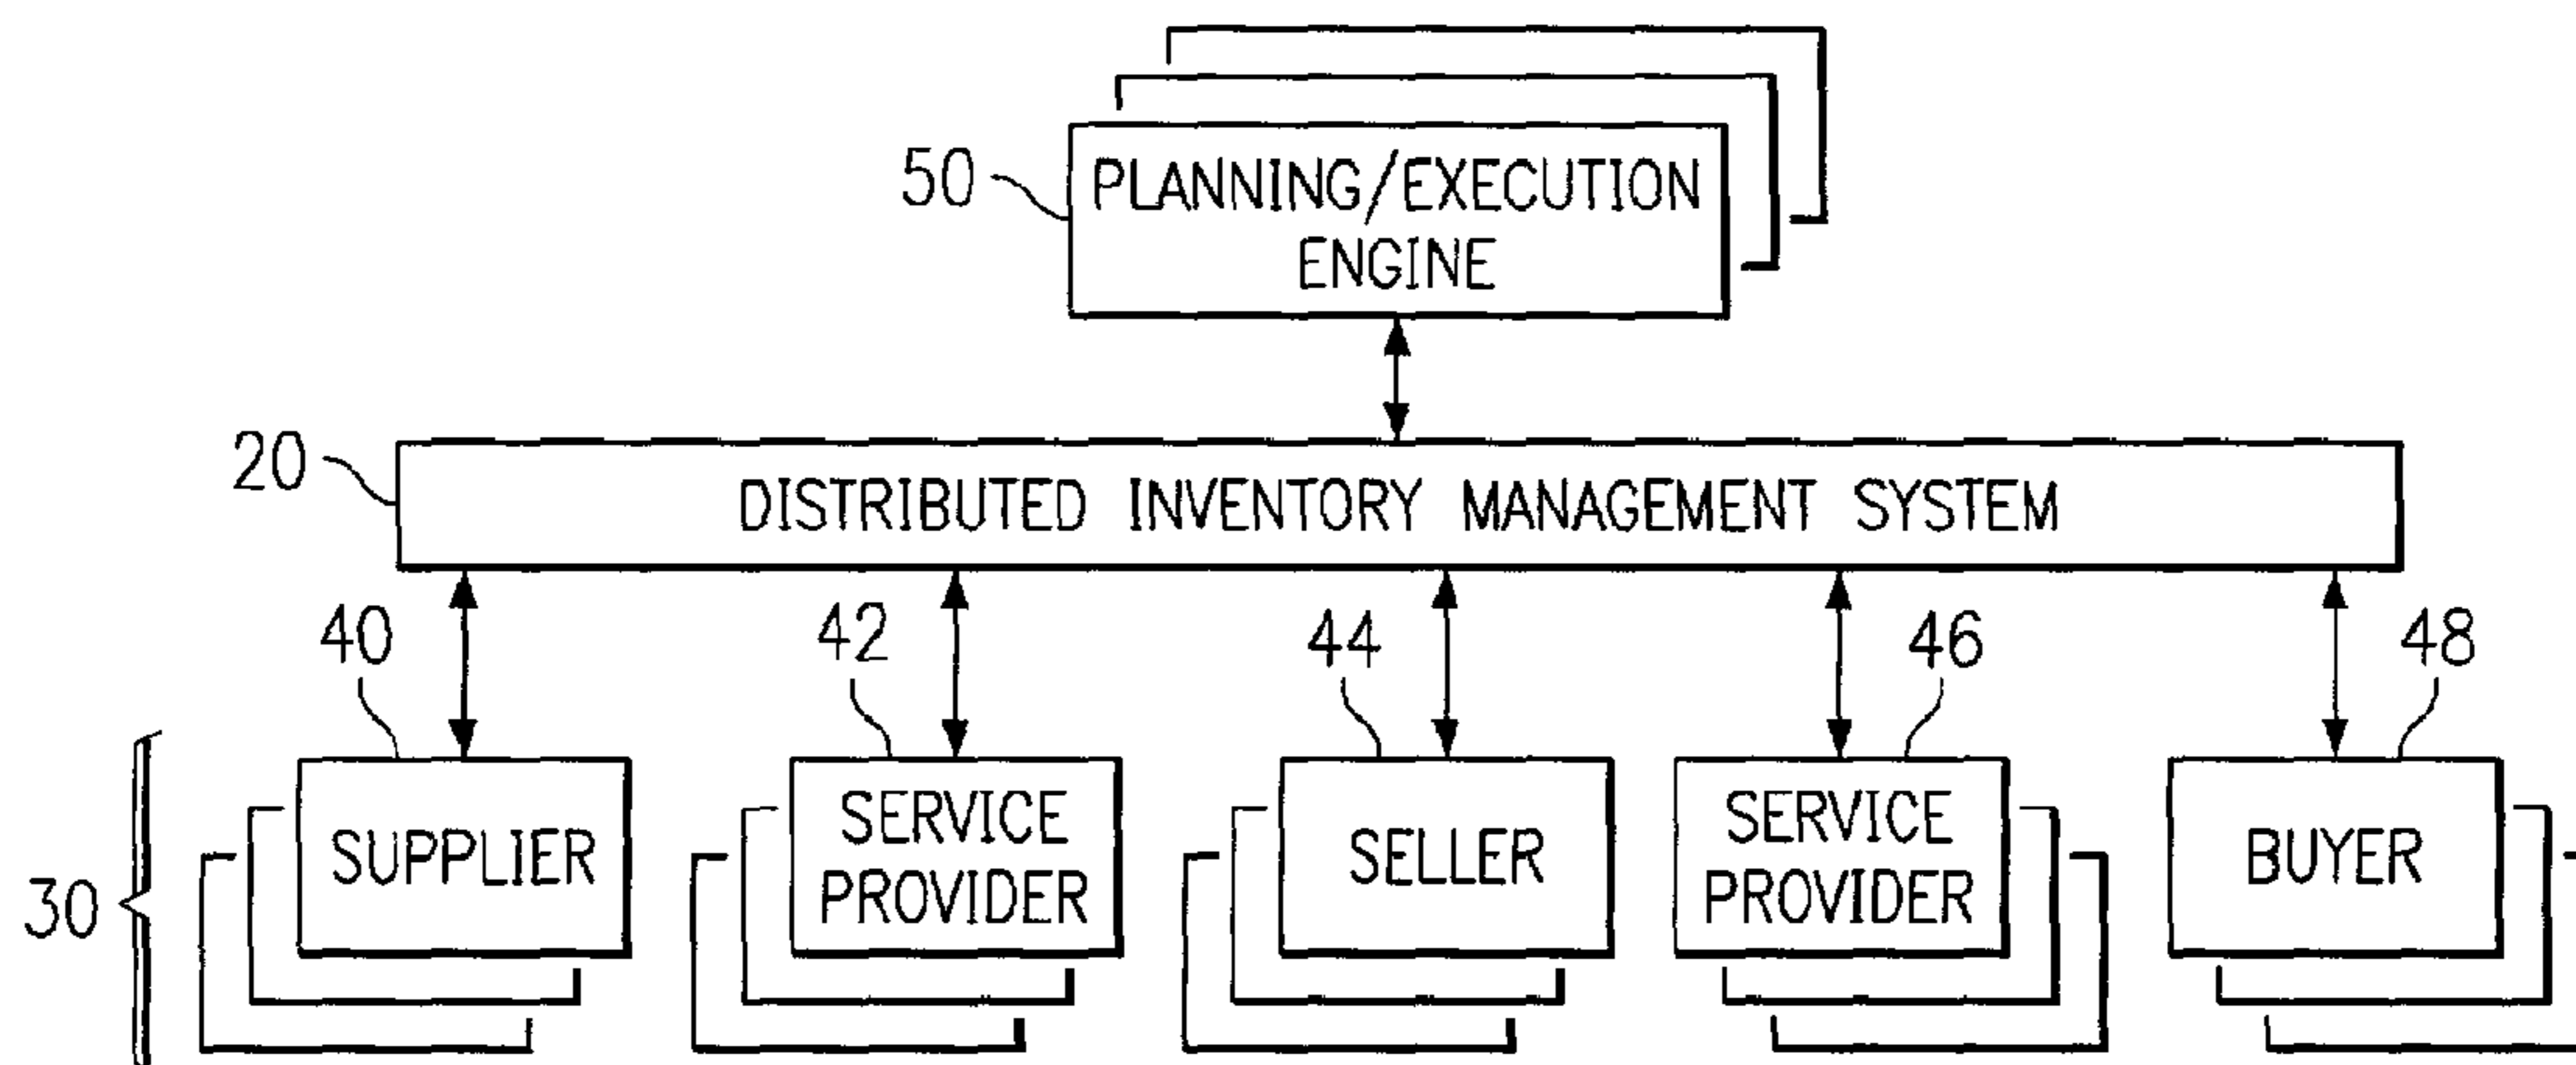 50
PLANNING/EXECUTION
ENGINE
20
DISTRIBUTED INVENTORY MANAGEMENT SYSTEM
40
42
44
46
48
30
SUPPLIER
SERVICE
PROVIDER
SELLER
SERVICE
PROVIDER
BUYER